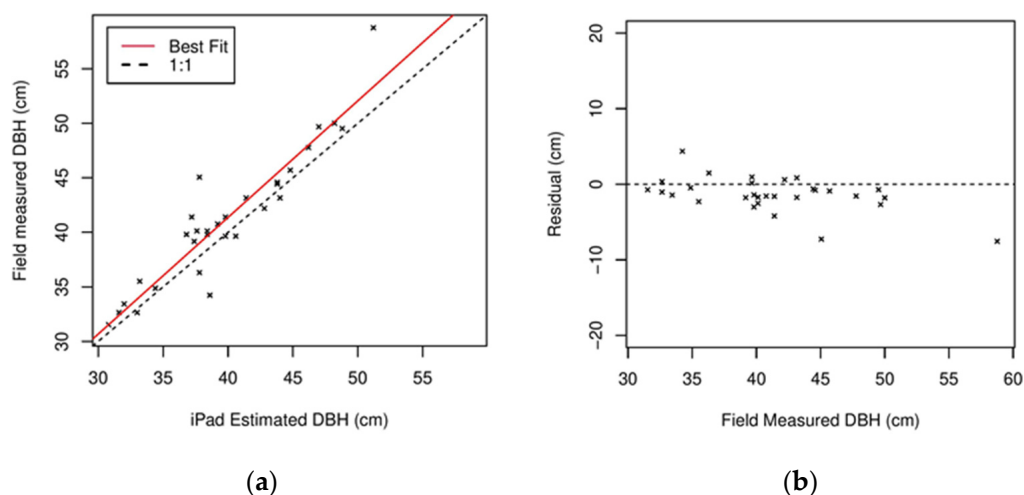 Best Fit
1:1
Field measured DBH (cm)
55
50
45
40
35
30
30 35 40 45 50 55
iPad Estimated DBH (cm)
(a)
Residual (cm)
20
10
0
−10
−20
30 35 40 45 50 55 60
Field Measured DBH (cm)
(b)